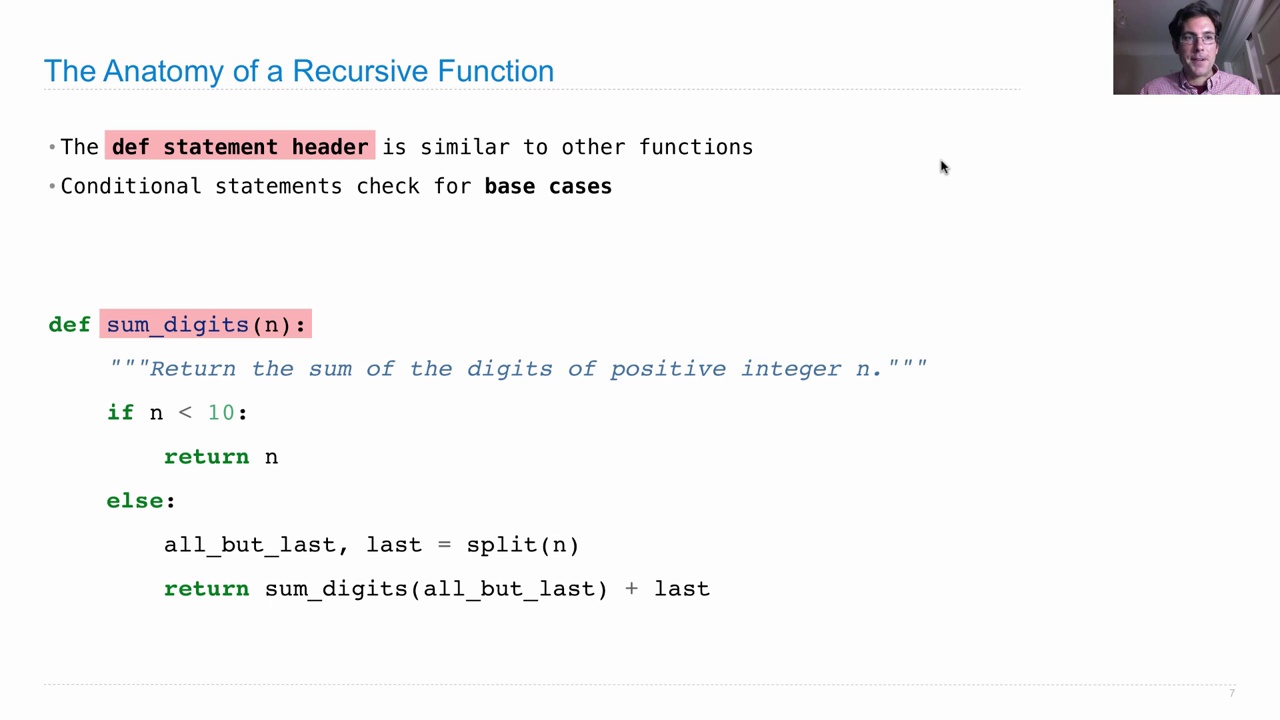 The Anatomy of a Recursive Function
• The def statement header is similar to other functions
• Conditional statements check for base cases
def sum_digits(n):
    """Return the sum of the digits of positive integer n."""
    if n < 10:
        return n
    else:
        all_but_last, last = split(n)
        return sum_digits(all_but_last) + last
7